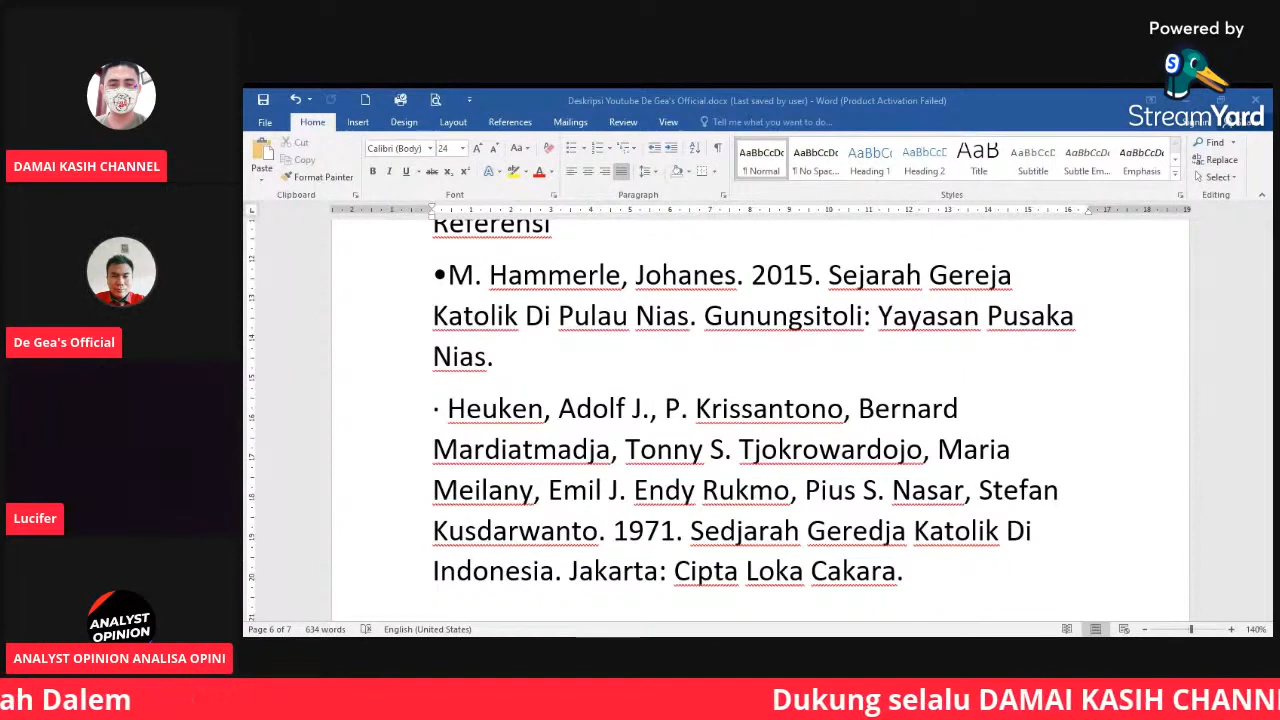 Powered by
StreamYard
DAMAI KASIH CHANNEL
De Gea's Official
Lucifer
ANALYST OPINION
ANALYST OPINION ANALISA OPINI
Deskripsi Youtube De Gea's Official.docx (Last saved by user) - Word (Product Activation Failed)
File Home Insert Design Layout References Mailings Review View Tell me what you want to do...
Paste Cut Copy Format Painter
Calibri (Body) 24
AaBbCcDc AaBbCcDc AaBbCc AaBbCcC AaB AaBbCcD AaBbCcDc AaBbCcDc
¶ Normal ¶ No Spac... Heading 1 Heading 2 Title Subtitle Subtle Em... Emphasis
Find
Replace
Select
Clipboard Font Paragraph Styles Editing
Referensi
•M. Hammerle, Johanes. 2015. Sejarah Gereja
Katolik Di Pulau Nias. Gunungsitoli: Yayasan Pusaka
Nias.
· Heuken, Adolf J., P. Krissantono, Bernard
Mardiatmadja, Tonny S. Tjokrowardojo, Maria
Meilany, Emil J. Endy Rukmo, Pius S. Nasar, Stefan
Kusdarwanto. 1971. Sedjarah Geredja Katolik Di
Indonesia. Jakarta: Cipta Loka Cakara.
Page 6 of 7 634 words English (United States) 140%
ah Dalem Dukung selalu DAMAI KASIH CHANNE